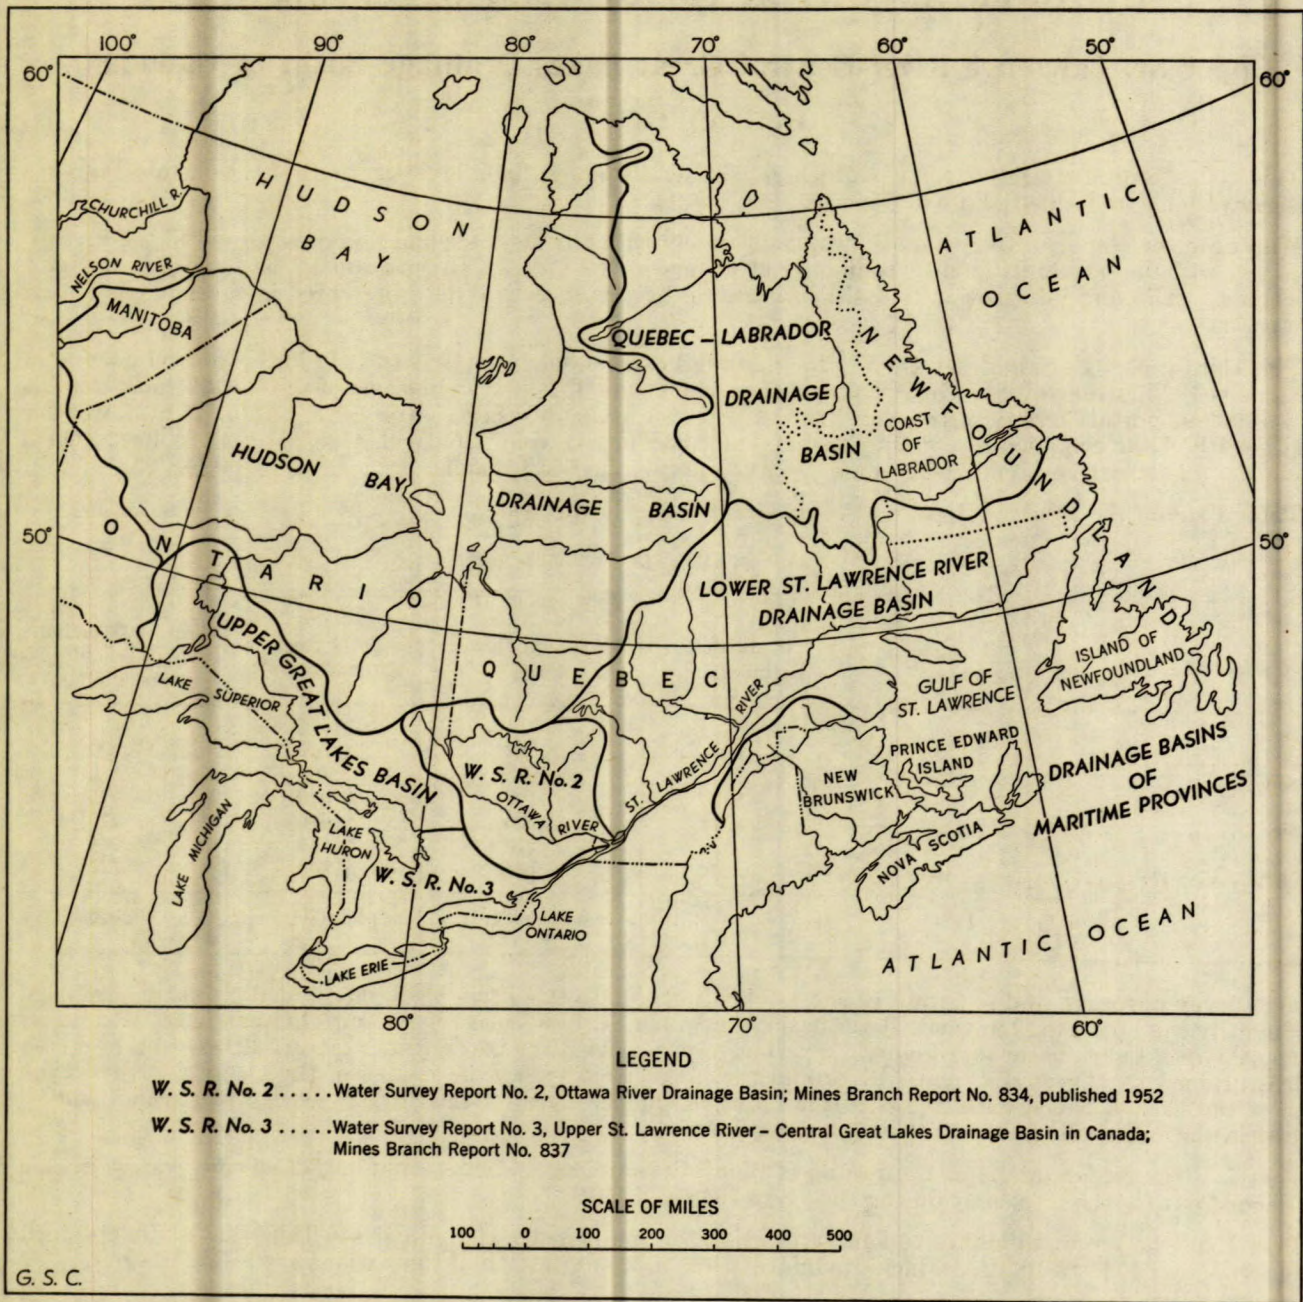 100° 90° 80° 70° 60° 50°
60° 60°
HUDSON
BAY
ATLANTIC
OCEAN
CHURCHILL R.
NELSON RIVER
MANITOBA
QUEBEC – LABRADOR
DRAINAGE
BASIN
NEWFOUNDLAND
COAST
OF
LABRADOR
HUDSON BAY
DRAINAGE BASIN
50° 50°
ONTARIO
LOWER ST. LAWRENCE RIVER
DRAINAGE BASIN
UPPER GREAT LAKES BASIN
QUEBEC
ISLAND OF
NEWFOUNDLAND
LAKE SUPERIOR
RIVER
GULF OF
ST. LAWRENCE
ST. LAWRENCE
PRINCE EDWARD
ISLAND
DRAINAGE BASINS
OF
MARITIME PROVINCES
W. S. R. No. 2
OTTAWA RIVER
NEW
BRUNSWICK
LAKE MICHIGAN
LAKE
HURON
NOVA SCOTIA
W. S. R. No. 3
LAKE
ONTARIO
LAKE ERIE
ATLANTIC OCEAN
80° 70° 60°
LEGEND
W. S. R. No. 2 . . . . . Water Survey Report No. 2, Ottawa River Drainage Basin; Mines Branch Report No. 834, published 1952
W. S. R. No. 3 . . . . . Water Survey Report No. 3, Upper St. Lawrence River – Central Great Lakes Drainage Basin in Canada;
Mines Branch Report No. 837
SCALE OF MILES
100 0 100 200 300 400 500
G. S. C.